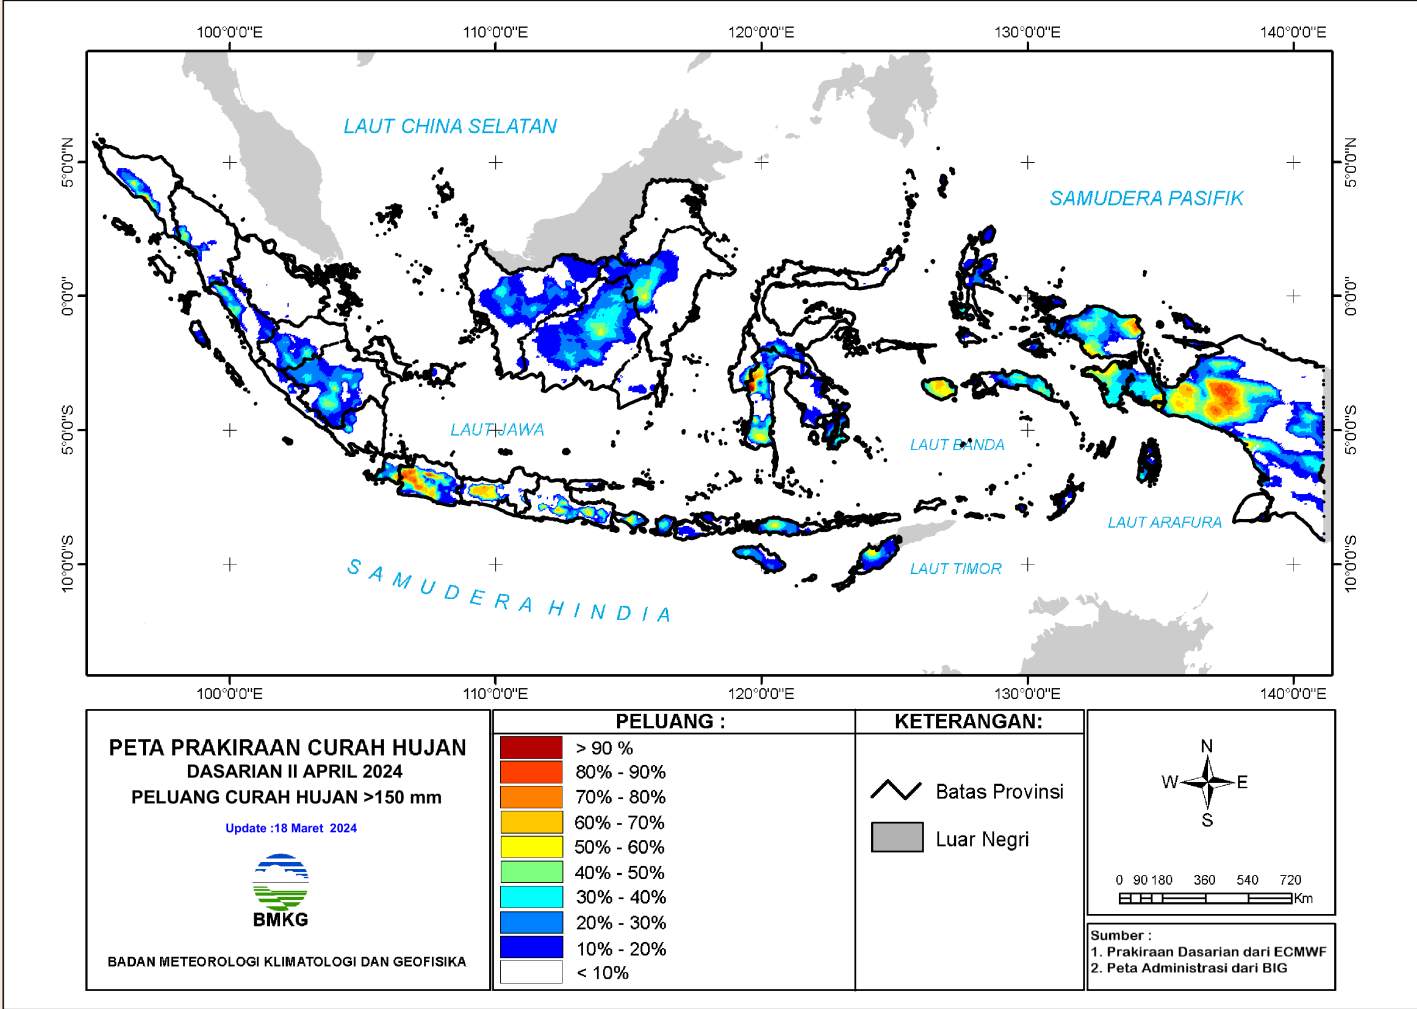 100°0'0"E 110°0'0"E 120°0'0"E 130°0'0"E 140°0'0"E
LAUT CHINA SELATAN
5°0'0"N 5°0'0"N
SAMUDERA PASIFIK
0°0'0" 0°0'0"
LAUT JAWA
5°0'0"S 5°0'0"S
LAUT BANDA
LAUT ARAFURA
10°0'0"S 10°0'0"S
LAUT TIMOR
SAMUDERA HINDIA
100°0'0"E 110°0'0"E 120°0'0"E 130°0'0"E 140°0'0"E
PETA PRAKIRAAN CURAH HUJAN
DASARIAN II APRIL 2024
PELUANG CURAH HUJAN >150 mm
Update :18 Maret 2024
BMKG
BADAN METEOROLOGI KLIMATOLOGI DAN GEOFISIKA
PELUANG :
> 90 %
80% - 90%
70% - 80%
60% - 70%
50% - 60%
40% - 50%
30% - 40%
20% - 30%
10% - 20%
< 10%
KETERANGAN:
Batas Provinsi
Luar Negri
N
W E
S
0 90 180 360 540 720
Km
Sumber :
1. Prakiraan Dasarian dari ECMWF
2. Peta Administrasi dari BIG